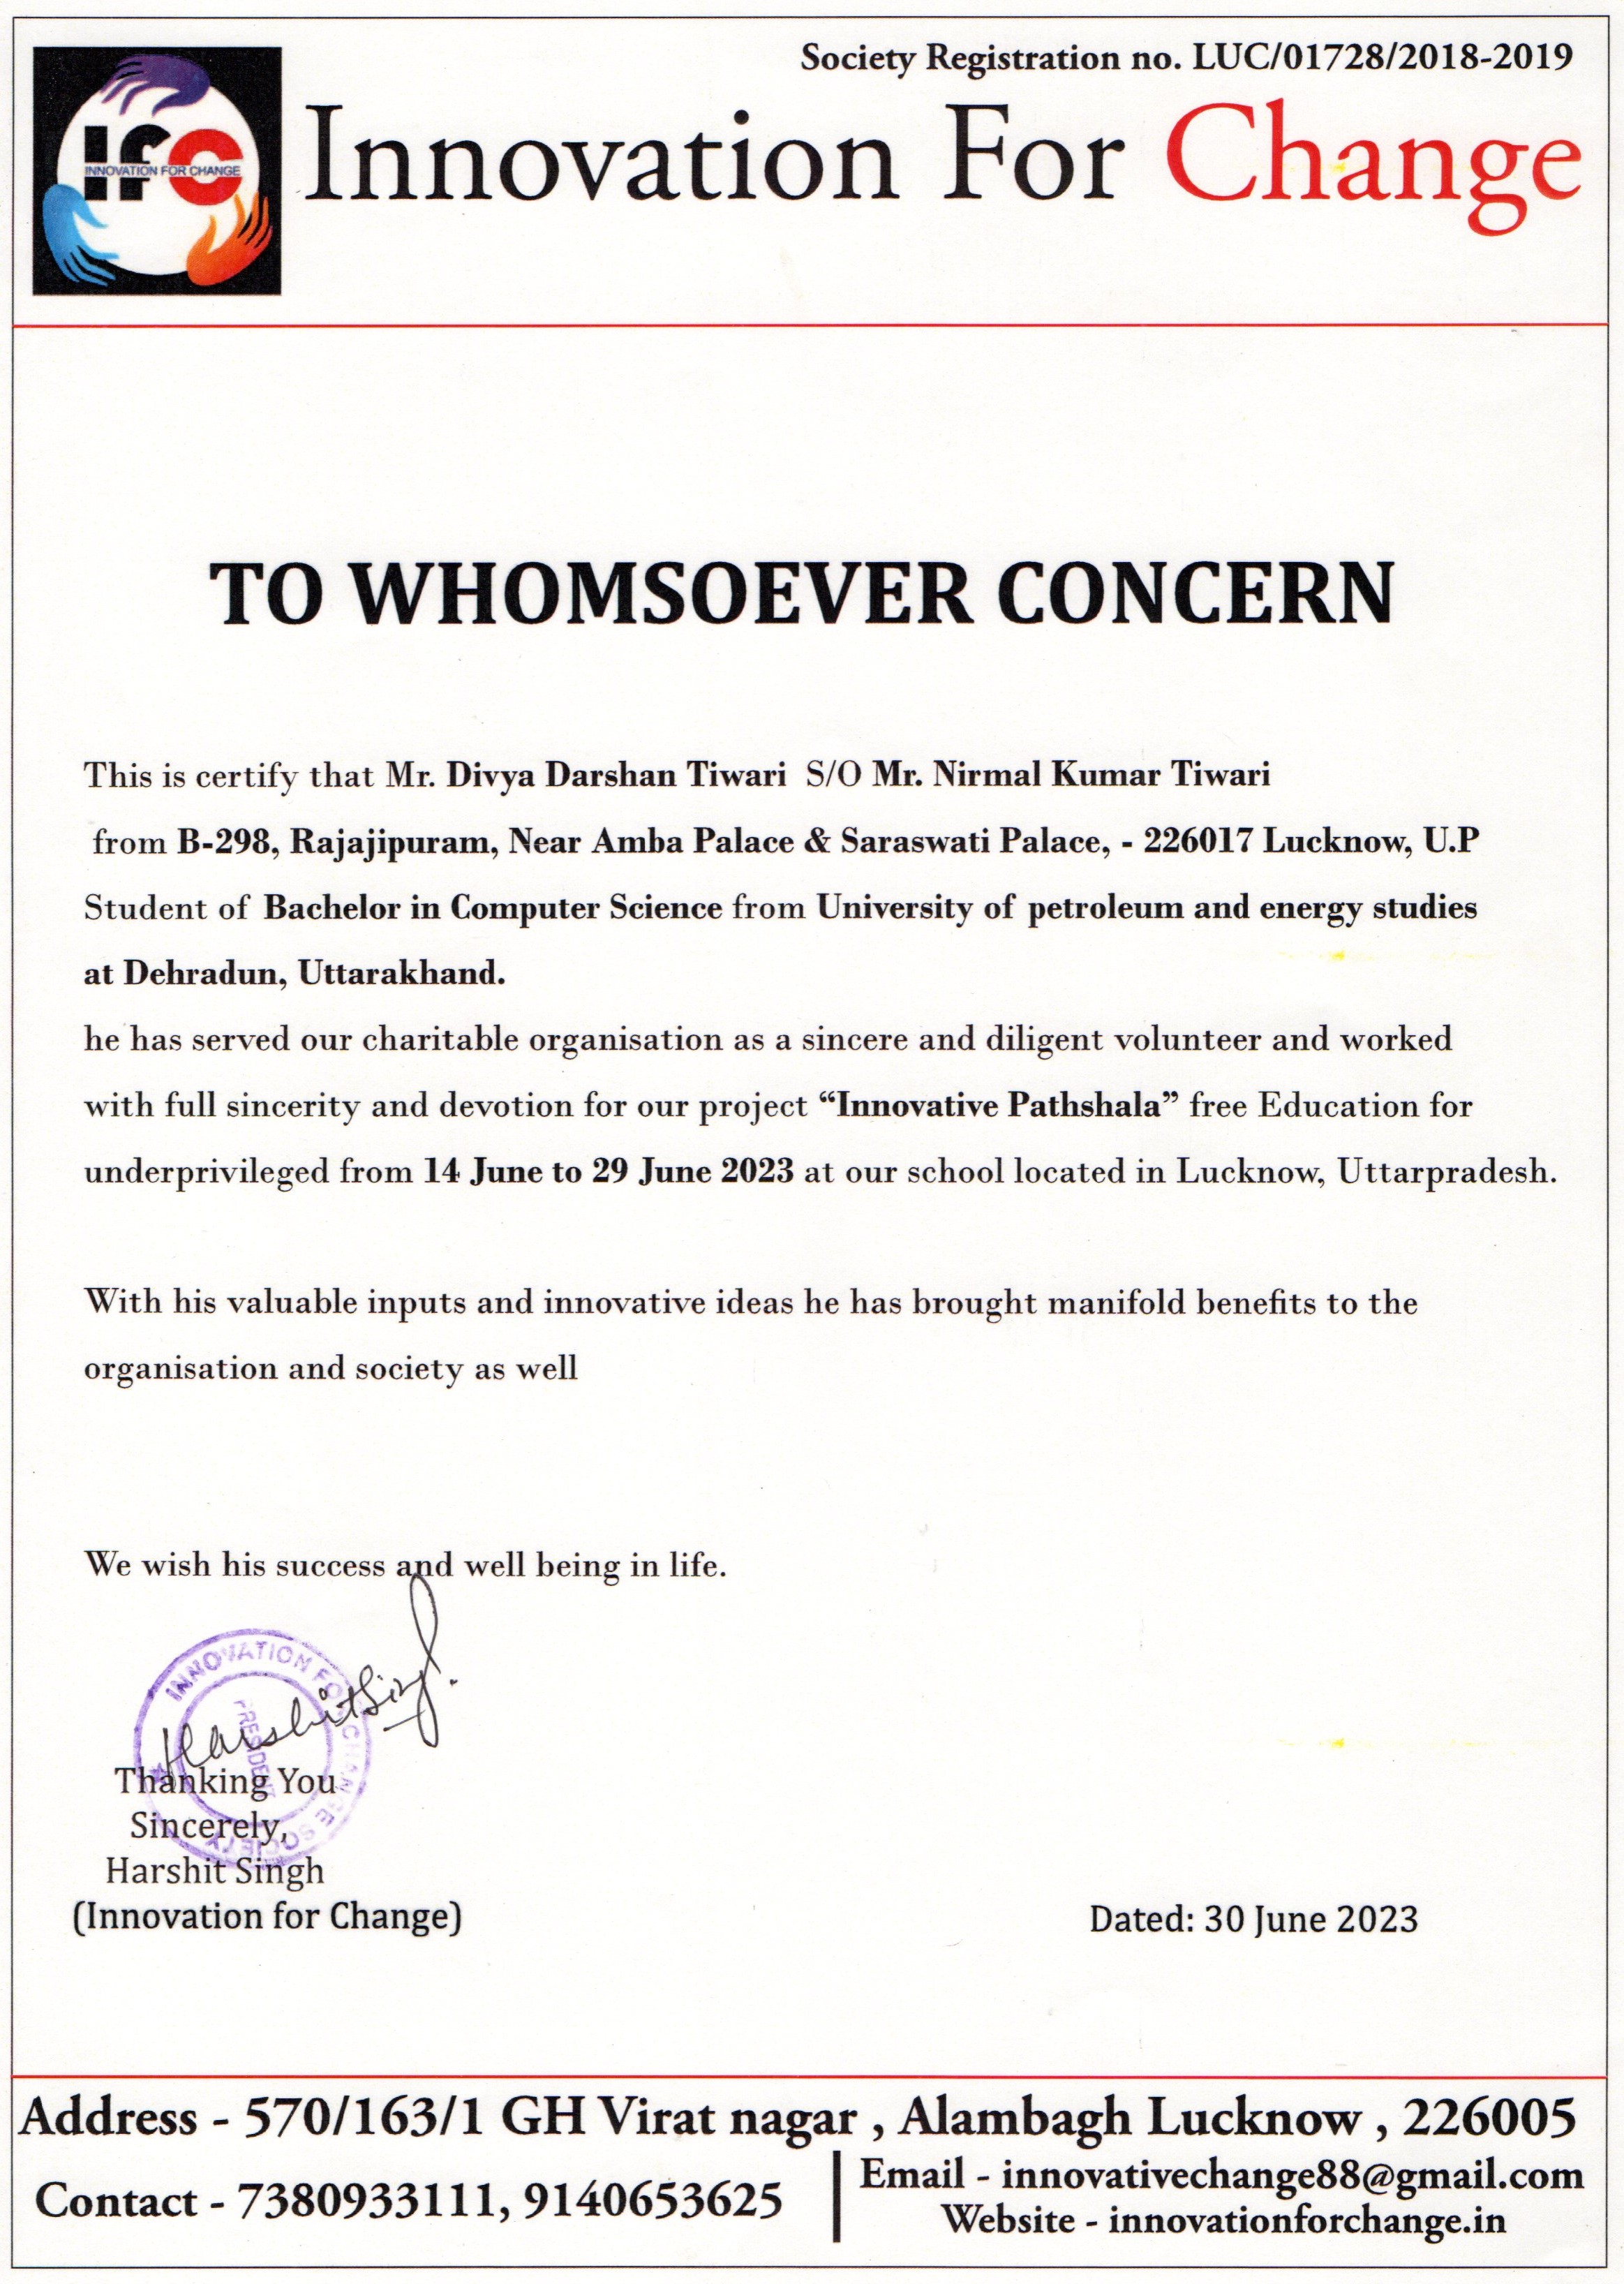 Society Registration no. LUC/01728/2018-2019
IFC
INNOVATION FOR CHANGE
Innovation For Change
TO WHOMSOEVER CONCERN
This is certify that Mr. Divya Darshan Tiwari S/O Mr. Nirmal Kumar Tiwari
from B-298, Rajajipuram, Near Amba Palace & Saraswati Palace, - 226017 Lucknow, U.P
Student of Bachelor in Computer Science from University of petroleum and energy studies
at Dehradun, Uttarakhand.
he has served our charitable organisation as a sincere and diligent volunteer and worked
with full sincerity and devotion for our project “Innovative Pathshala” free Education for
underprivileged from 14 June to 29 June 2023 at our school located in Lucknow, Uttarpradesh.
With his valuable inputs and innovative ideas he has brought manifold benefits to the
organisation and society as well
We wish his success and well being in life.
INNOVATION FOR CHANGE SOCIETY
PRESIDENT
Harshit Singh.
Thanking You
Sincerely,
Harshit Singh
(Innovation for Change)
Dated: 30 June 2023
Address - 570/163/1 GH Virat nagar , Alambagh Lucknow , 226005
Contact - 7380933111, 9140653625
Email - innovativechange88@gmail.com
Website - innovationforchange.in